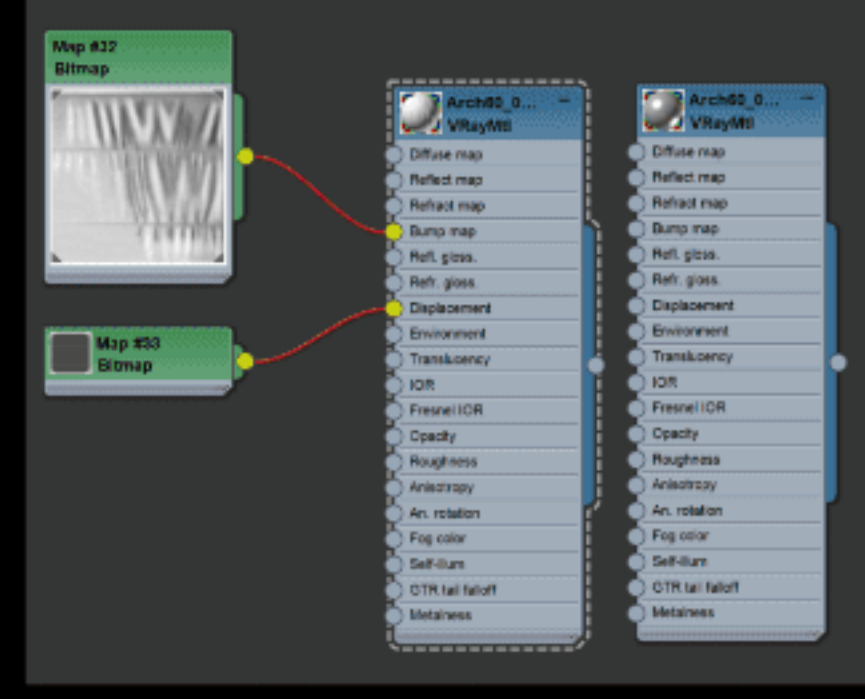 Map #32
Bitmap
Map #33
Bitmap
Arch60_0...
VRayMtl
Diffuse map
Reflect map
Refract map
Bump map
Refl. gloss.
Refr. gloss.
Displacement
Environment
Translucency
IOR
Fresnel IOR
Opacity
Roughness
Anisotropy
An. rotation
Fog color
Self-illum
GTR tail falloff
Metalness
Arch60_0...
VRayMtl
Diffuse map
Reflect map
Refract map
Bump map
Refl. gloss.
Refr. gloss.
Displacement
Environment
Translucency
IOR
Fresnel IOR
Opacity
Roughness
Anisotropy
An. rotation
Fog color
Self-illum
GTR tail falloff
Metalness